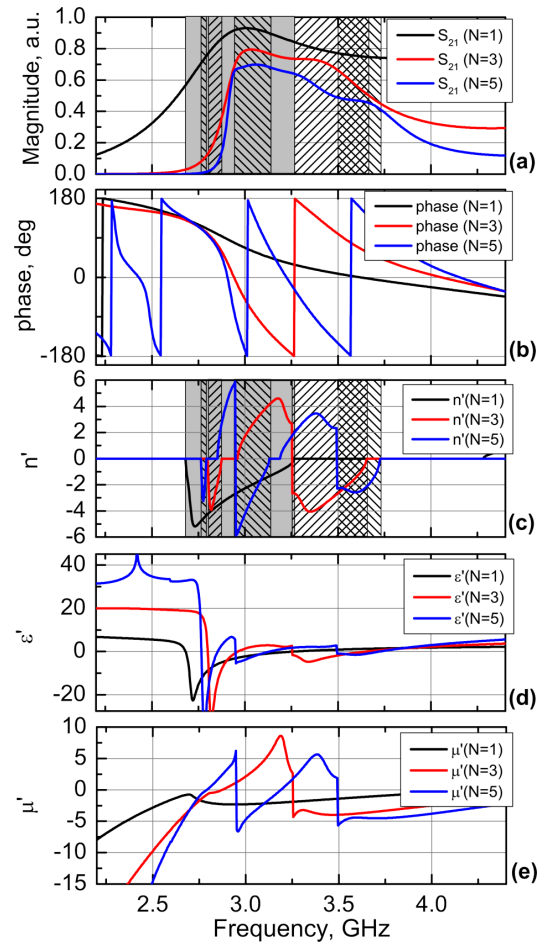 1.0
0.8
0.6
0.4
0.2
0.0
Magnitude, a.u.
S21 (N=1)
S21 (N=3)
S21 (N=5)
(a)
180
0
-180
phase, deg
phase (N=1)
phase (N=3)
phase (N=5)
(b)
6
4
2
0
-2
-4
-6
n'
n'(N=1)
n'(N=3)
n'(N=5)
(c)
40
20
0
-20
ε'
ε'(N=1)
ε'(N=3)
ε'(N=5)
(d)
10
5
0
-5
-10
-15
μ'
μ'(N=1)
μ'(N=3)
μ'(N=5)
(e)
2.5 3.0 3.5 4.0
Frequency, GHz